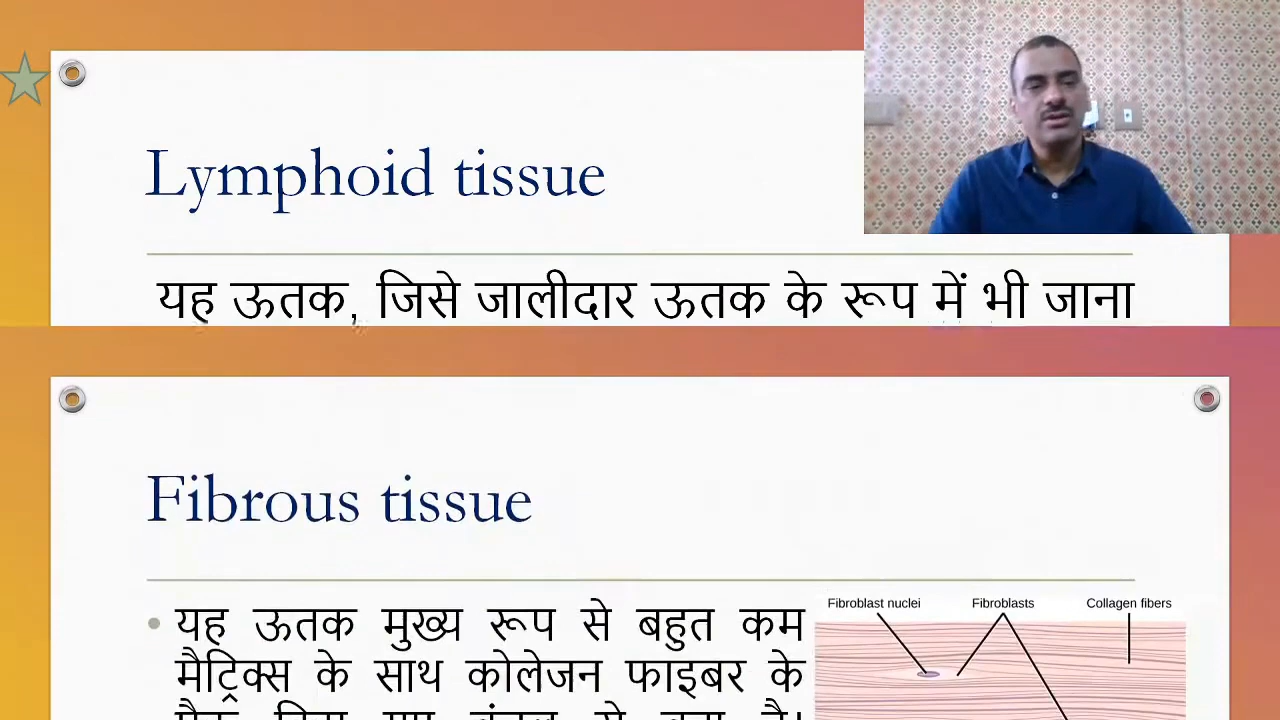 Lymphoid tissue
यह ऊतक, जिसे जालीदार ऊतक के रूप में भी जाना
Fibrous tissue
यह ऊतक मुख्य रूप से बहुत कम
मैट्रिक्स के साथ कोलेजन फाइबर के
Fibroblast nuclei Fibroblasts Collagen fibers